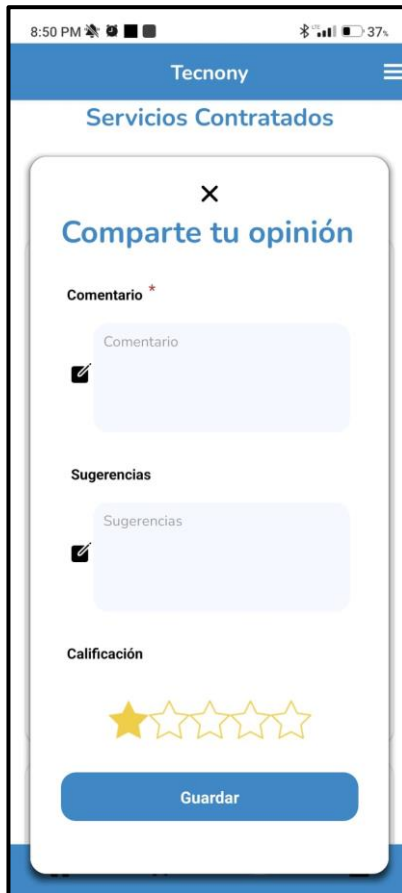 8:50 PM 37%
Tecnony
Servicios Contratados
Comparte tu opinión
Comentario *
Comentario
Sugerencias
Sugerencias
Calificación
Guardar